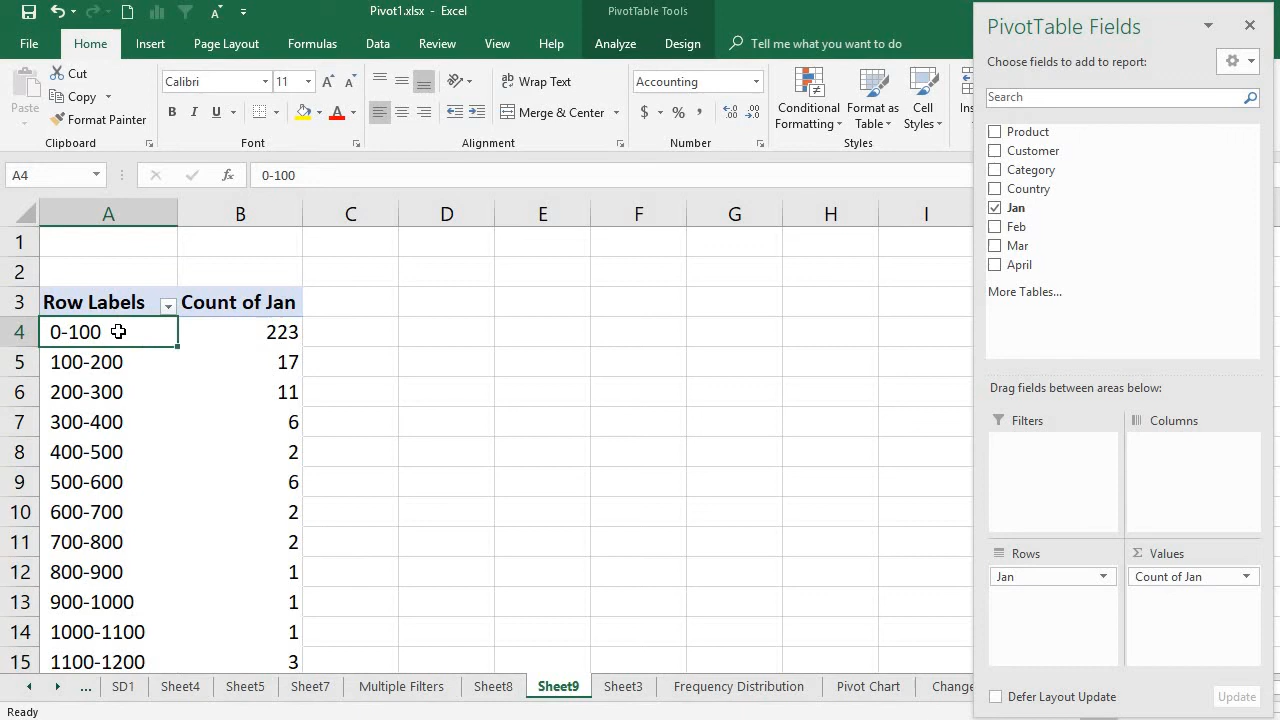 Pivot1.xlsx - Excel
PivotTable Tools
File Home Insert Page Layout Formulas Data Review View Help Analyze Design Tell me what you want to do
Paste
Cut
Copy
Format Painter
Clipboard
Calibri 11
B I U
Font
Wrap Text
Merge & Center
Alignment
Accounting
$ % ,
Number
Conditional Formatting
Format as Table
Cell Styles
Styles
Ins
A4 fx 0-100
A B C D E F G H I
1
2
3 Row Labels Count of Jan
4 0-100 223
5 100-200 17
6 200-300 11
7 300-400 6
8 400-500 2
9 500-600 6
10 600-700 2
11 700-800 2
12 800-900 1
13 900-1000 1
14 1000-1100 1
15 1100-1200 3
... SD1 Sheet4 Sheet5 Sheet7 Multiple Filters Sheet8 Sheet9 Sheet3 Frequency Distribution Pivot Chart Change
Ready
PivotTable Fields
Choose fields to add to report:
Search
Product
Customer
Category
Country
Jan
Feb
Mar
April
More Tables...
Drag fields between areas below:
Filters
Columns
Rows
Σ Values
Jan
Count of Jan
Defer Layout Update
Update